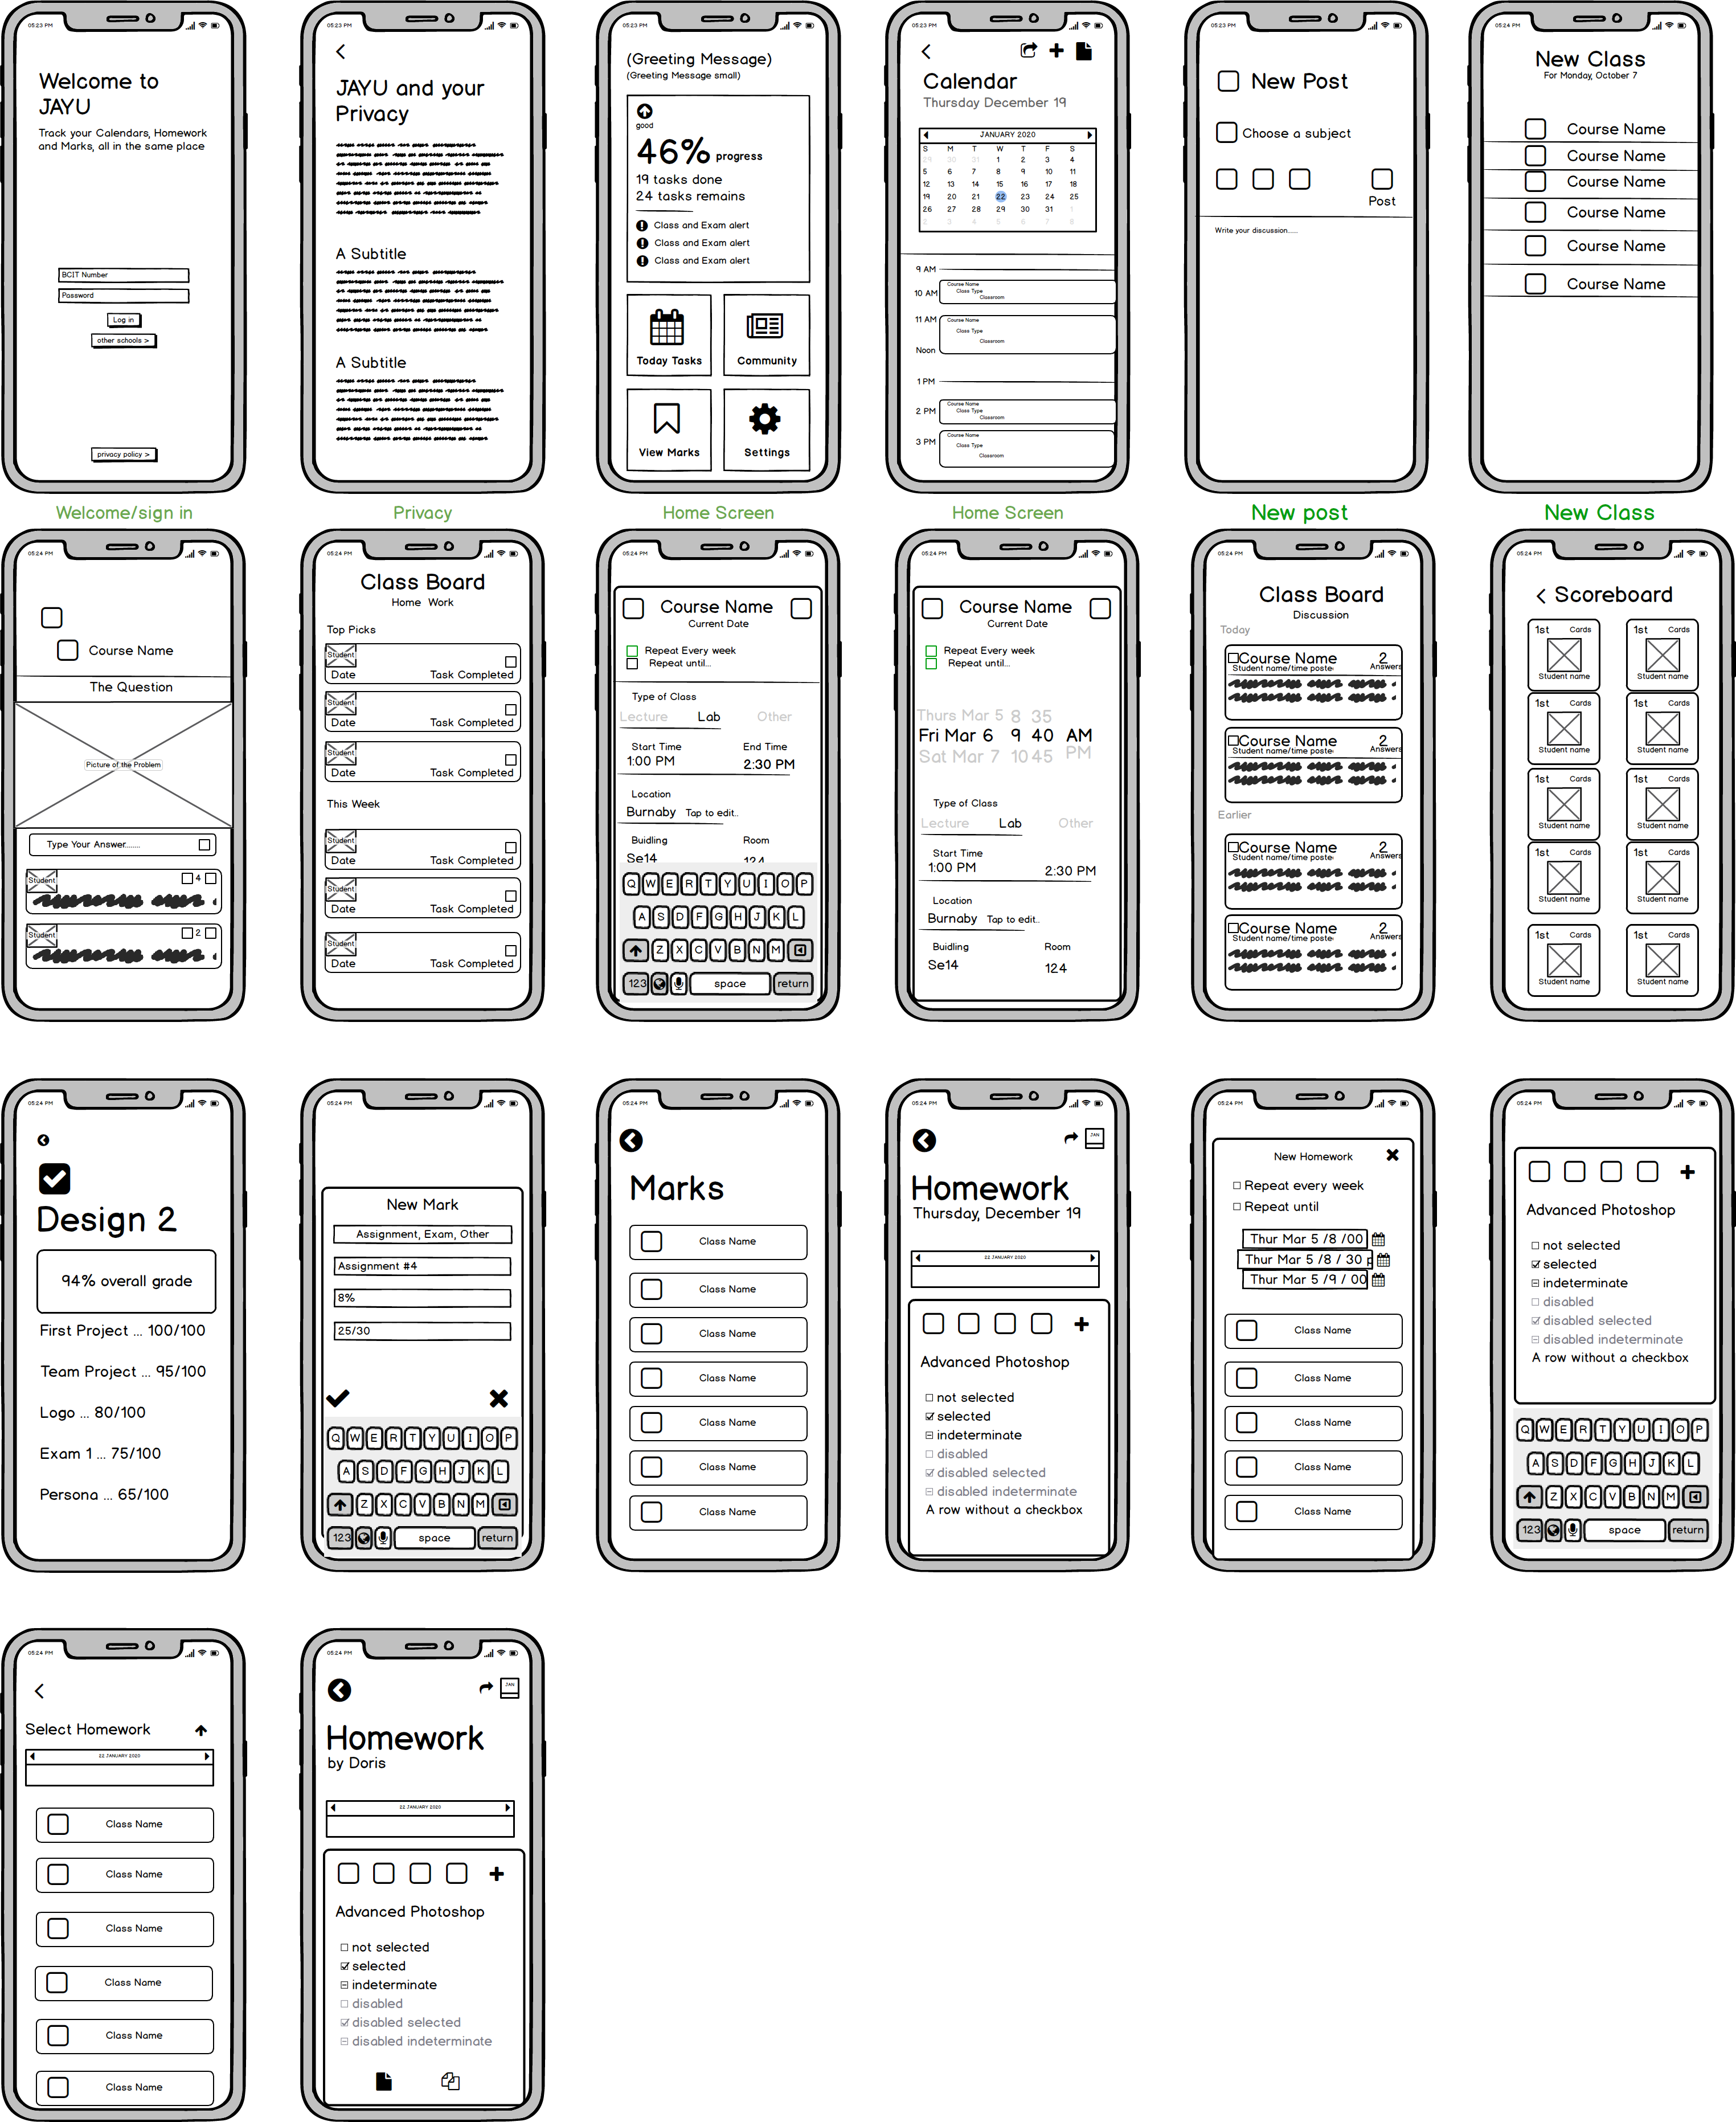 05:23 PM
Welcome to
JAYU
Track your Calendars, Homework
and Marks, all in the same place
BCIT Number
Password
Log in
other schools >
privacy policy >
Welcome/sign in
05:23 PM
JAYU and your
Privacy
A Subtitle
A Subtitle
Privacy
05:23 PM
(Greeting Message)
(Greeting Message small)
good
46% progress
19 tasks done
24 tasks remains
Class and Exam alert
Class and Exam alert
Class and Exam alert
Today Tasks
Community
View Marks
Settings
Home Screen
05:23 PM
Calendar
Thursday December 19
JANUARY 2020
S M T W T F S
29 30 31 1 2 3 4
5 6 7 8 9 10 11
12 13 14 15 16 17 18
19 20 21 22 23 24 25
26 27 28 29 30 31 1
2 3 4 5 6 7 8
9 AM
10 AM
Course Name
Class Type
Classroom
11 AM
Course Name
Class Type
Classroom
Noon
1 PM
2 PM
Course Name
Class Type
Classroom
3 PM
Course Name
Class Type
Classroom
Home Screen
05:23 PM
New Post
Choose a subject
Post
Write your discussion......
New post
05:24 PM
New Class
For Monday, October 7
Course Name
Course Name
Course Name
Course Name
Course Name
Course Name
New Class
05:24 PM
Course Name
The Question
Picture of the Problem
Type Your Answer........
Student
4
Student
2
05:24 PM
Class Board
Home Work
Top Picks
Student
Date Task Completed
Student
Date Task Completed
Student
Date Task Completed
This Week
Student
Date Task Completed
Student
Date Task Completed
Student
Date Task Completed
05:24 PM
Course Name
Current Date
Repeat Every week
Repeat until...
Type of Class
Lecture Lab Other
Start Time End Time
1:00 PM 2:30 PM
Location
Burnaby Tap to edit..
Buidling Room
Se14 124
Q W E R T Y U I O P
A S D F G H J K L
Z X C V B N M
123 space return
05:24 PM
Course Name
Current Date
Repeat Every week
Repeat until...
Thurs Mar 5 8 35
Fri Mar 6 9 40 AM
Sat Mar 7 10 45 PM
Type of Class
Lecture Lab Other
Start Time
1:00 PM 2:30 PM
Location
Burnaby Tap to edit..
Buidling Room
Se14 124
05:24 PM
Class Board
Discussion
Today
Course Name 2
Student name/time poste Answers
Course Name 2
Student name/time poste Answers
Earlier
Course Name 2
Student name/time poste Answers
Course Name 2
Student name/time poste Answers
05:24 PM
< Scoreboard
1st Cards 1st Cards
Student name Student name
1st Cards 1st Cards
Student name Student name
1st Cards 1st Cards
Student name Student name
1st Cards 1st Cards
Student name Student name
1st Cards 1st Cards
Student name Student name
05:24 PM
Design 2
94% overall grade
First Project ... 100/100
Team Project ... 95/100
Logo ... 80/100
Exam 1 ... 75/100
Persona ... 65/100
05:24 PM
New Mark
Assignment, Exam, Other
Assignment #4
8%
25/30
Q W E R T Y U I O P
A S D F G H J K L
Z X C V B N M
123 space return
05:24 PM
Marks
Class Name
Class Name
Class Name
Class Name
Class Name
Class Name
Class Name
05:24 PM
JAN
Homework
Thursday, December 19
22 JANUARY 2020
Advanced Photoshop
not selected
selected
indeterminate
disabled
disabled selected
disabled indeterminate
A row without a checkbox
05:24 PM
New Homework
Repeat every week
Repeat until
Thur Mar 5 /8 /00
Thur Mar 5 /8 / 30 p
Thur Mar 5 /9 / 00
Class Name
Class Name
Class Name
Class Name
Class Name
05:24 PM
Advanced Photoshop
not selected
selected
indeterminate
disabled
disabled selected
disabled indeterminate
A row without a checkbox
Q W E R T Y U I O P
A S D F G H J K L
Z X C V B N M
123 space return
05:24 PM
Select Homework
22 JANUARY 2020
Class Name
Class Name
Class Name
Class Name
Class Name
Class Name
05:24 PM
JAN
Homework
by Doris
22 JANUARY 2020
Advanced Photoshop
not selected
selected
indeterminate
disabled
disabled selected
disabled indeterminate